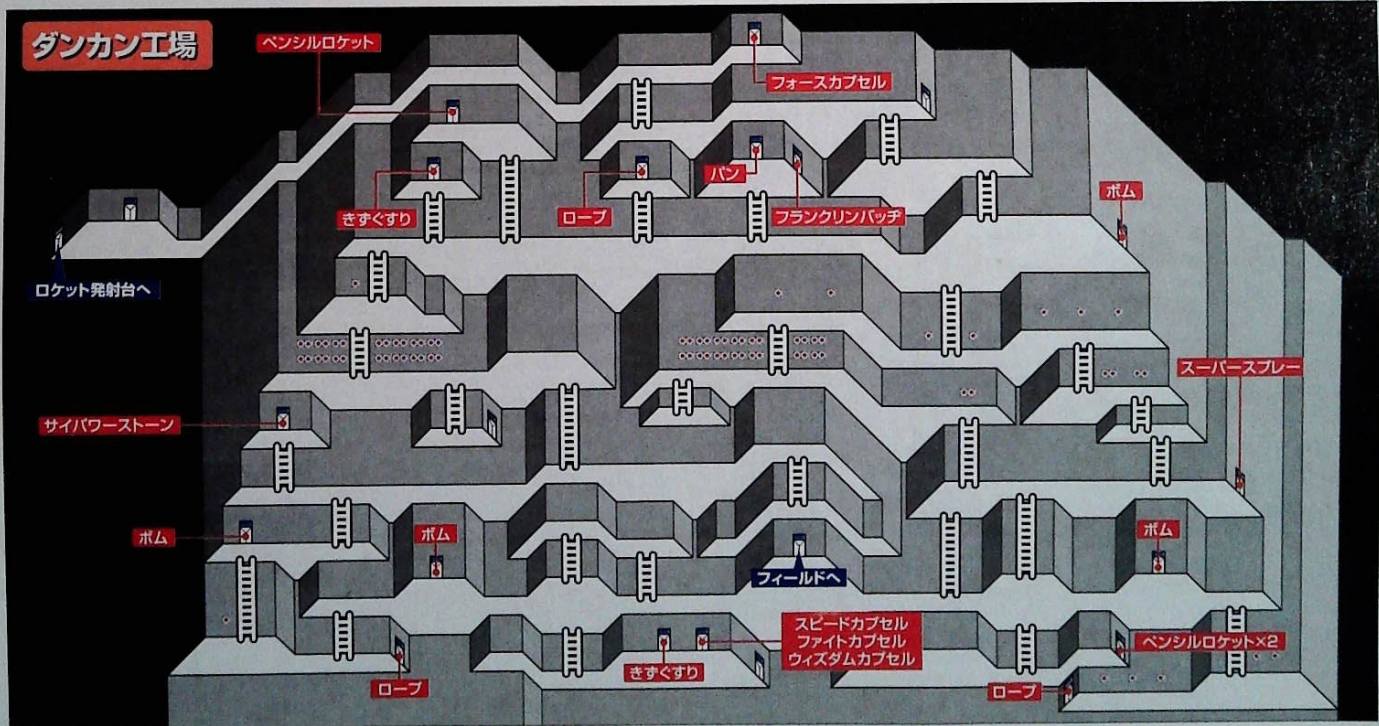 ダンカン工場
ペンシルロケット
フォースカプセル
パン
きずぐすり
ロープ
フランクリンバッヂ
ボム
ロケット発射台へ
スーパースプレー
サイパワーストーン
ボム
ボム
ボム
フィールドへ
スピードカプセル
ファイトカプセル
ウィズダムカプセル
ペンシルロケット×2
きずぐすり
ロープ
ロープ